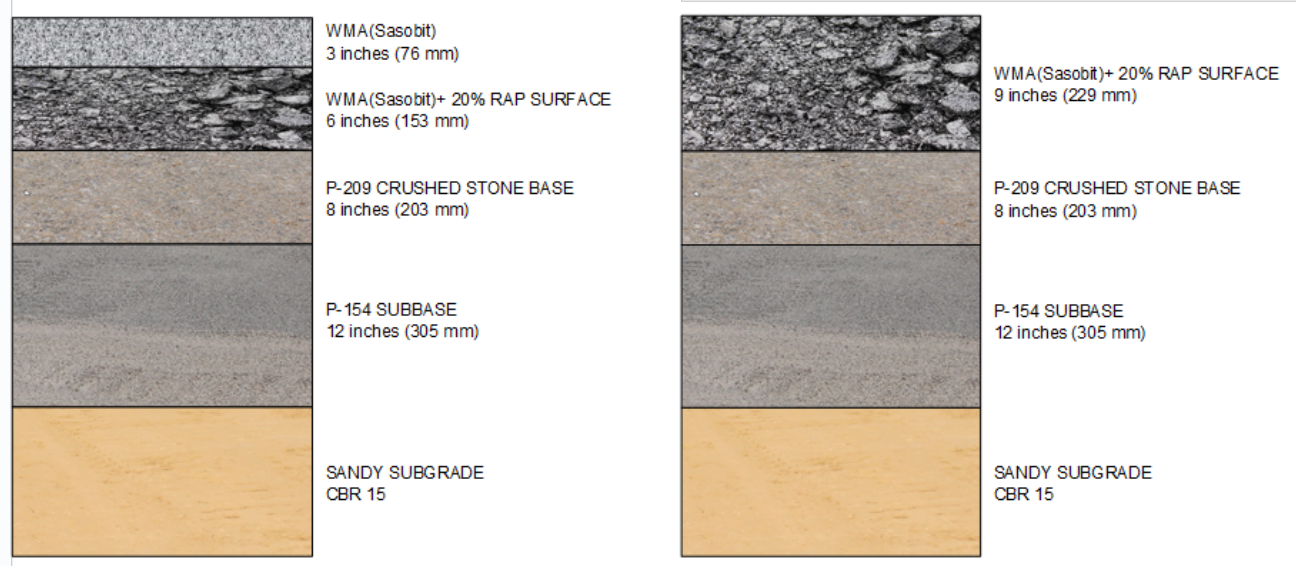 WMA(Sasobit)
3 inches (76 mm)
WMA(Sasobit)+ 20% RAP SURFACE
6 inches (153 mm)
P-209 CRUSHED STONE BASE
8 inches (203 mm)
P-154 SUBBASE
12 inches (305 mm)
SANDY SUBGRADE
CBR 15
WMA(Sasobit)+ 20% RAP SURFACE
9 inches (229 mm)
P-209 CRUSHED STONE BASE
8 inches (203 mm)
P-154 SUBBASE
12 inches (305 mm)
SANDY SUBGRADE
CBR 15